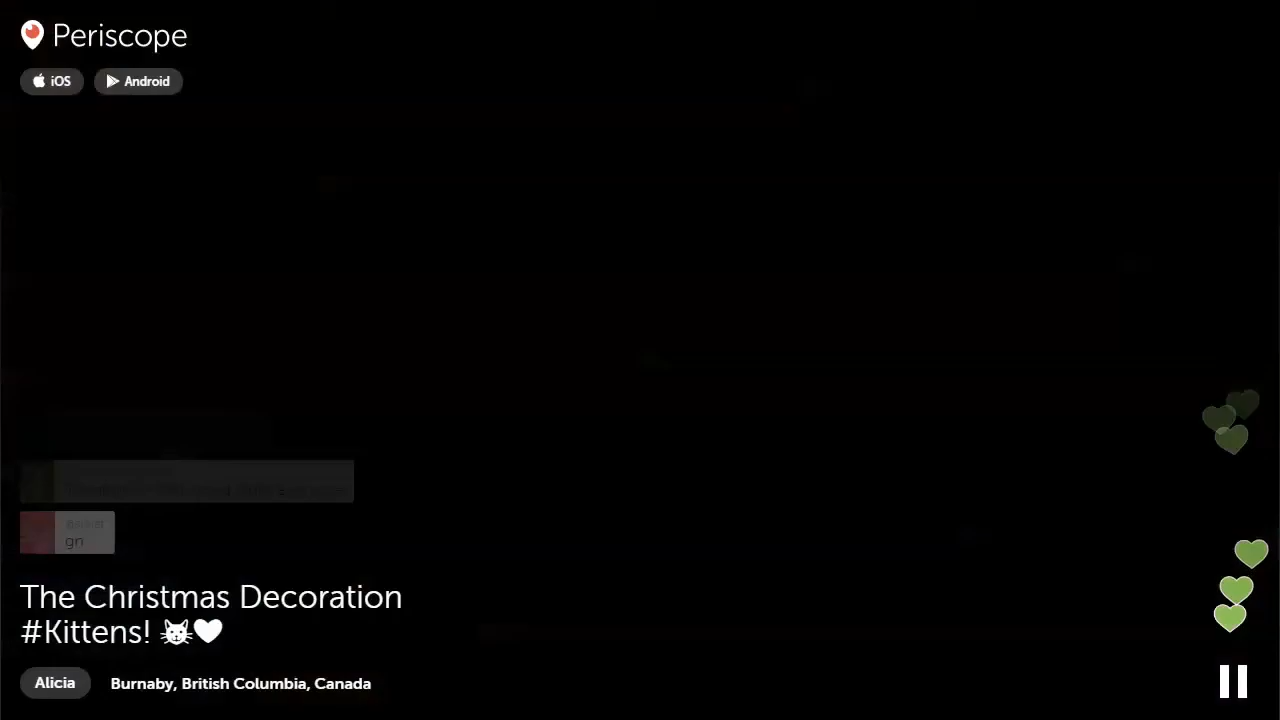 Periscope
iOS
Android
gn
The Christmas Decoration
#Kittens! 🐱🤍
Alicia
Burnaby, British Columbia, Canada